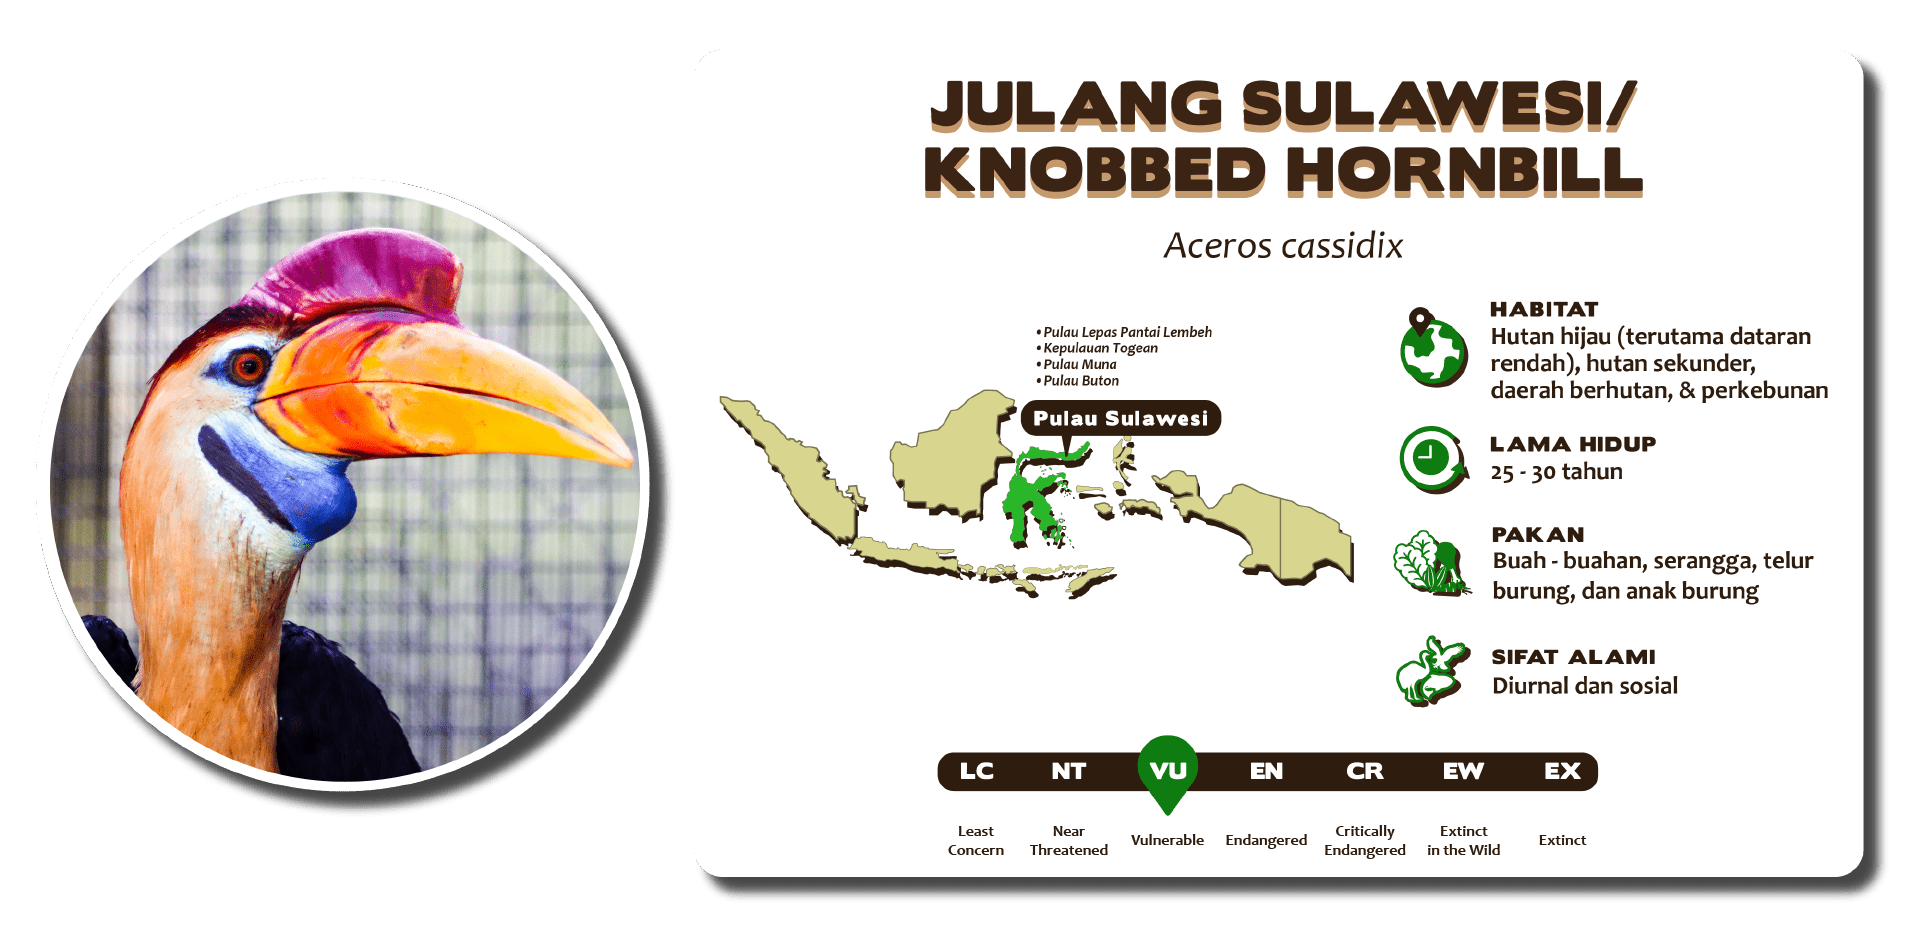 JULANG SULAWESI/
KNOBBED HORNBILL
Aceros cassidix
• Pulau Lepas Pantai Lembeh
• Kepulauan Togean
• Pulau Muna
• Pulau Buton
Pulau Sulawesi
HABITAT
Hutan hijau (terutama dataran
rendah), hutan sekunder,
daerah berhutan, & perkebunan
LAMA HIDUP
25 - 30 tahun
PAKAN
Buah - buahan, serangga, telur
burung, dan anak burung
SIFAT ALAMI
Diurnal dan sosial
LC NT VU EN CR EW EX
Least Concern
Near Threatened
Vulnerable
Endangered
Critically Endangered
Extinct in the Wild
Extinct